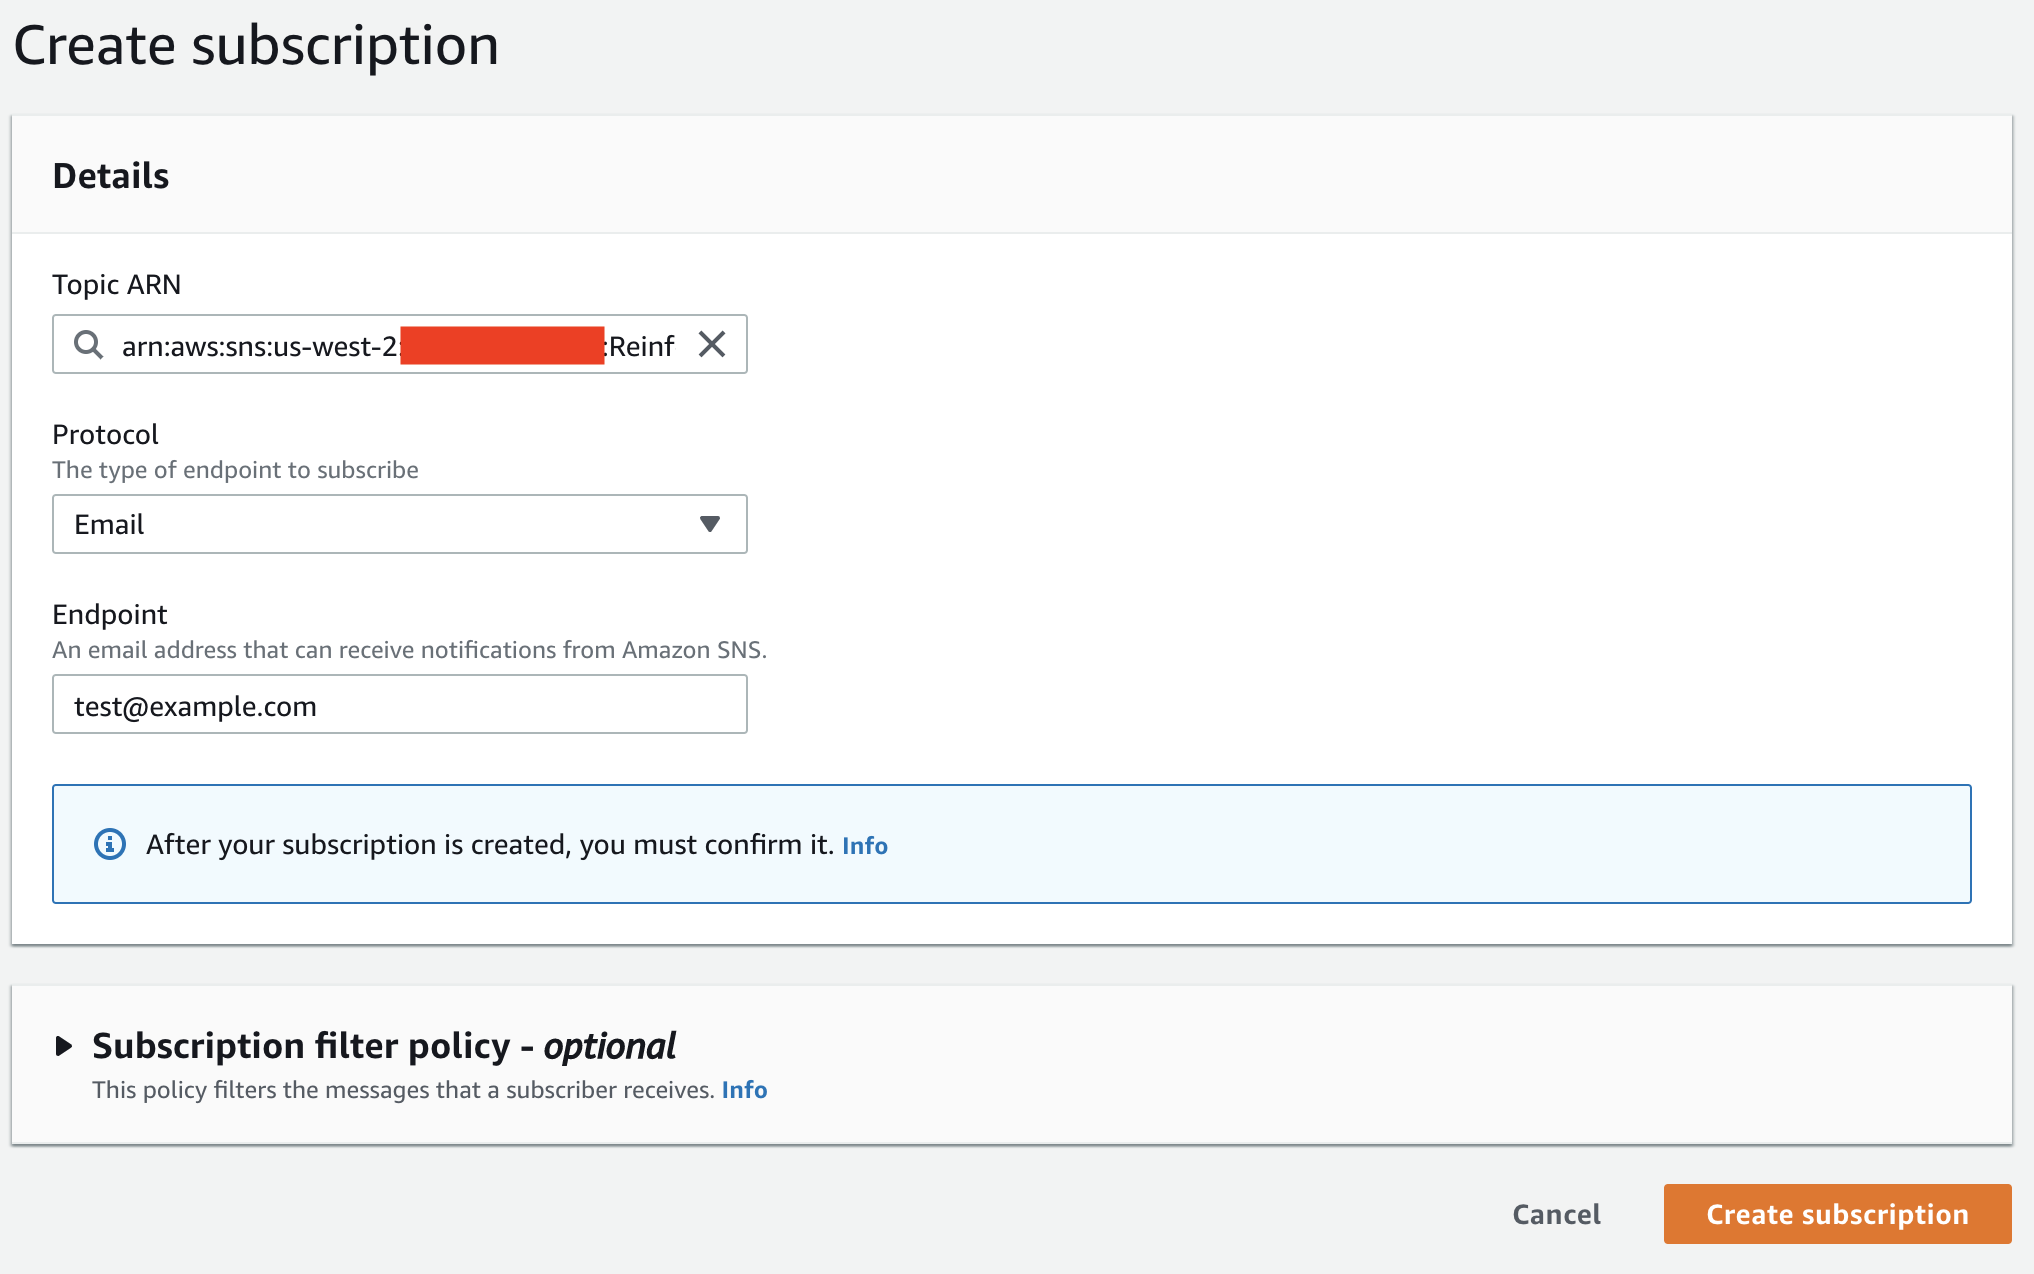 Create subscription
Details
Topic ARN
arn:aws:sns:us-west-2: :Reinf
Protocol
The type of endpoint to subscribe
Email
Endpoint
An email address that can receive notifications from Amazon SNS.
test@example.com
After your subscription is created, you must confirm it. Info
Subscription filter policy - optional
This policy filters the messages that a subscriber receives. Info
Cancel
Create subscription